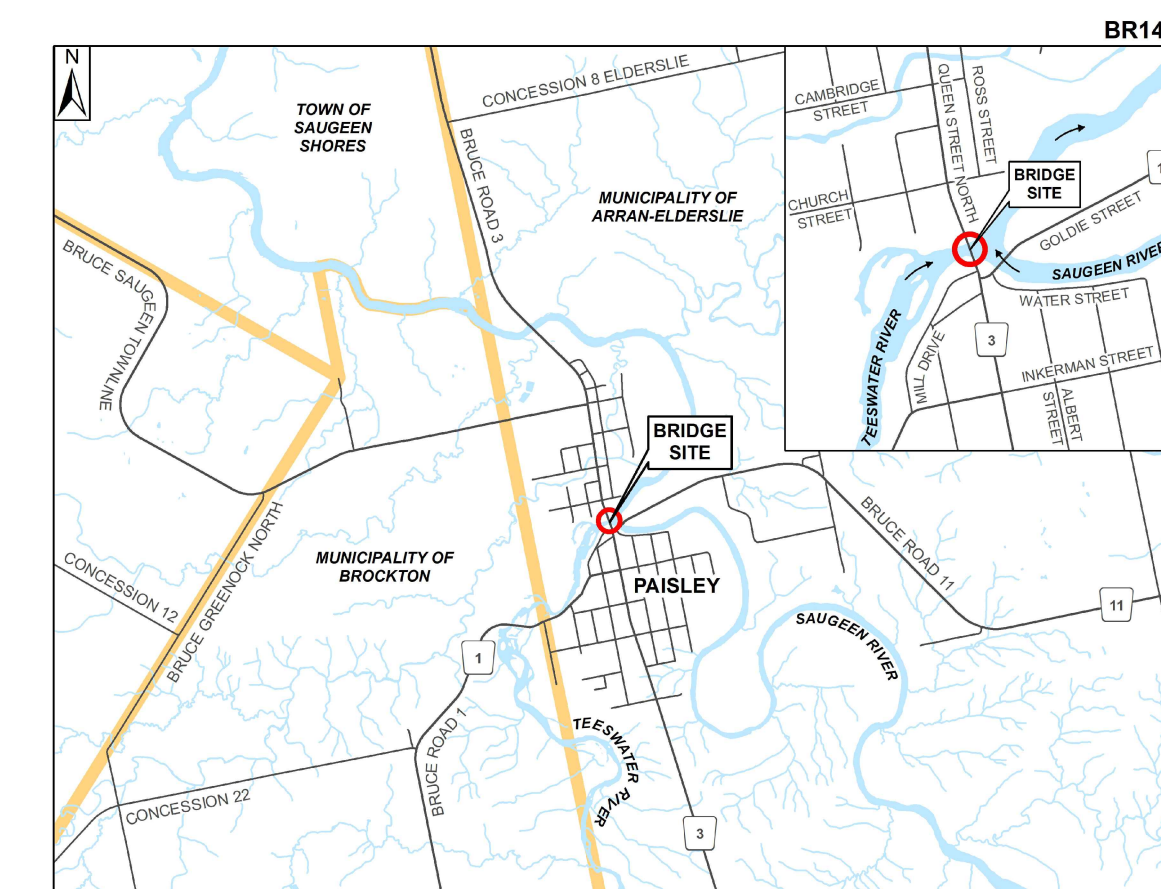 BR14
N
TOWN OF
SAUGEEN
SHORES
CONCESSION 8 ELDERSLIE
BRUCE ROAD 3
MUNICIPALITY OF
ARRAN-ELDERSLIE
BRUCE SAUGEEN TOWNLINE
BRIDGE
SITE
MUNICIPALITY OF
BROCKTON
PAISLEY
CONCESSION 12
BRUCE GREENOCK NORTH
BRUCE ROAD 11
11
SAUGEEN RIVER
1
BRUCE ROAD 1
TEESWATER RIVER
CONCESSION 22
3
CAMBRIDGE
STREET
QUEEN STREET NORTH
ROSS STREET
BRIDGE
SITE
1
CHURCH
STREET
GOLDIE STREET
SAUGEEN RIVER
WATER STREET
TEESWATER RIVER
MILL DRIVE
3
INKERMAN STREET
ALBERT
STREET